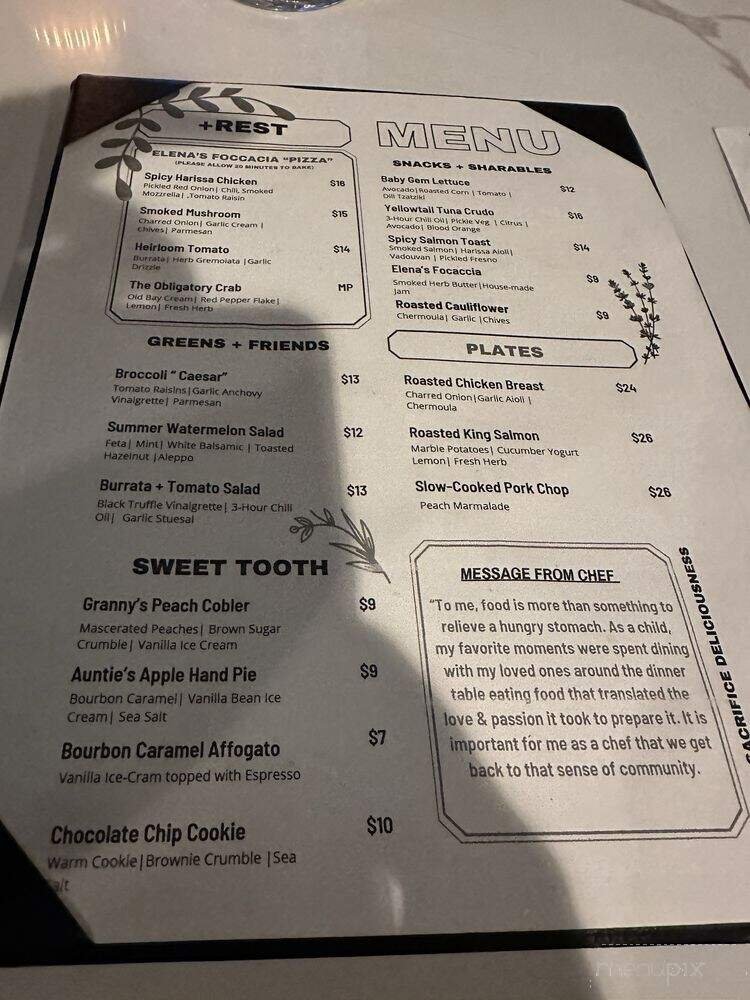 +REST
ELENA'S FOCCACIA "PIZZA"
(PLEASE ALLOW 20 MINUTES TO BAKE)
Spicy Harissa Chicken $16
Pickled Red Onion| Chili, Smoked
Mozzrella| ,Tomato Raisin
Smoked Mushroom $15
Charred Onion| Garlic Cream |
Chives| Parmesan
Heirloom Tomato $14
Burrata| Herb Gremolata |Garlic
Drizzle
The Obligatory Crab MP
Old Bay Cream| Red Pepper Flake|
Lemon| Fresh Herb
GREENS + FRIENDS
Broccoli " Caesar" $13
Tomato Raisins|Garlic Anchovy
Vinaigrette| Parmesan
Summer Watermelon Salad $12
Feta| Mint| White Balsamic | Toasted
Hazelnut |Aleppo
Burrata + Tomato Salad $13
Black Truffle Vinaigrette| 3-Hour Chili
Oil| Garlic Stuesal
SWEET TOOTH
Granny's Peach Cobler $9
Mascerated Peaches| Brown Sugar
Crumble| Vanilla Ice Cream
Auntie's Apple Hand Pie $9
Bourbon Caramel| Vanilla Bean Ice
Cream| Sea Salt
Bourbon Caramel Affogato $7
Vanilla Ice-Cram topped with Espresso
Chocolate Chip Cookie $10
Warm Cookie|Brownie Crumble |Sea
Salt
MENU
SNACKS + SHARABLES
Baby Gem Lettuce $12
Avocado|Roasted Corn | Tomato |
Dill Tzatziki
Yellowtail Tuna Crudo $16
3-Hour Chili Oil| Pickle Veg | Citrus |
Avocado| Blood Orange
Spicy Salmon Toast $14
Smoked Salmon| Harissa Aioli|
Vadouvan | Pickled Fresno
Elena's Focaccia $9
Smoked Herb Butter|House-made
Jam
Roasted Cauliflower $9
Chermoula| Garlic |Chives
PLATES
Roasted Chicken Breast $24
Charred Onion|Garlic Aioli |
Chermoula
Roasted King Salmon $26
Marble Potatoes| Cucumber Yogurt
Lemon| Fresh Herb
Slow-Cooked Pork Chop $26
Peach Marmalade
MESSAGE FROM CHEF
"To me, food is more than something to
relieve a hungry stomach. As a child,
my favorite moments were spent dining
with my loved ones around the dinner
table eating food that translated the
love & passion it took to prepare it. It is
important for me as a chef that we get
back to that sense of community.
SACRIFICE DELICIOUSNESS
menupix